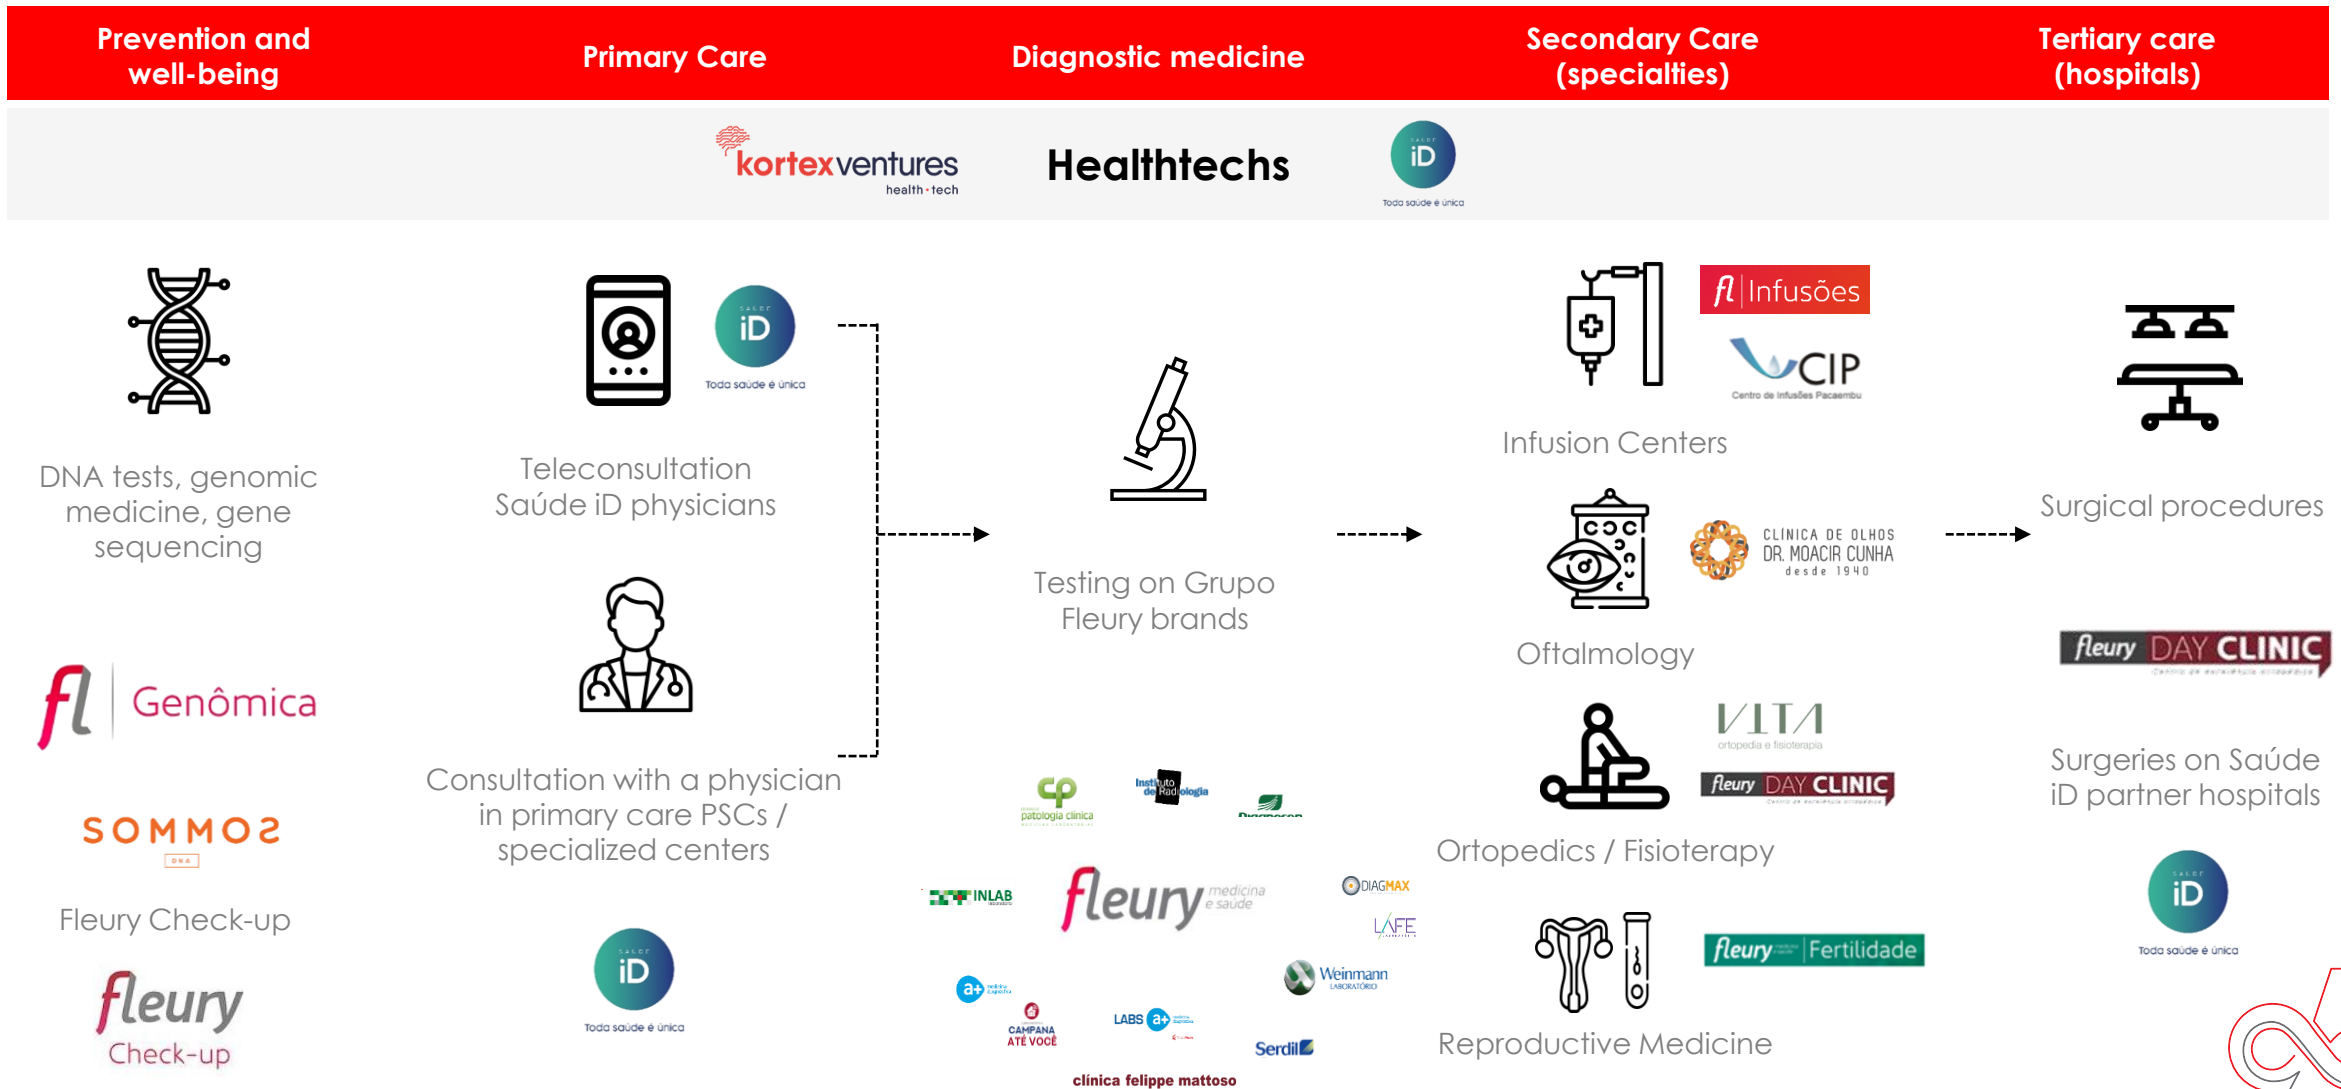 Prevention and
well-being
Primary Care
Diagnostic medicine
Secondary Care
(specialties)
Tertiary care
(hospitals)
kortexventures
health·tech
Healthtechs
SAÚDE
iD
Toda saúde é única
DNA tests, genomic
medicine, gene
sequencing
fl Genômica
SOMMOS
DNA
Fleury Check-up
fleury
Check-up
SAÚDE
iD
Toda saúde é única
Teleconsultation
Saúde iD physicians
Consultation with a physician
in primary care PSCs /
specialized centers
SAÚDE
iD
Toda saúde é única
Testing on Grupo
Fleury brands
cp
patologia clínica
Instituto
de Radiologia
Diagnoson
INLAB
fleury medicina
e saúde
DIAGMAX
LAFE
Weinmann
LABORATÓRIO
a+
CAMPANA
ATÉ VOCÊ
LABS a+
Serdil
clínica felippe mattoso
fl Infusões
CIP
Centro de Infusões Pacaembu
Infusion Centers
CLÍNICA DE OLHOS
DR. MOACIR CUNHA
desde 1940
Oftalmology
VITA
ortopedia e fisioterapia
fleury DAY CLINIC
Ortopedics / Fisioterapy
fleury Fertilidade
Reproductive Medicine
Surgical procedures
fleury DAY CLINIC
Surgeries on Saúde
iD partner hospitals
SAÚDE
iD
Toda saúde é única